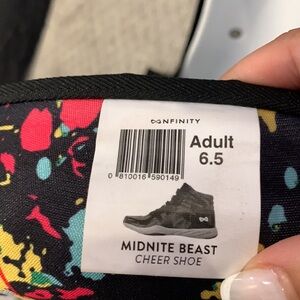 NFINITY
Adult
6.5
0 810016 590149
MIDNITE BEAST
CHEER SHOE